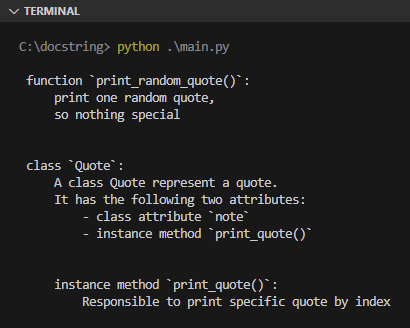 TERMINAL
C:\docstring> python .\main.py
function `print_random_quote()`:
print one random quote,
so nothing special
class `Quote`:
A class Quote represent a quote.
It has the following two attributes:
- class attribute `note`
- instance method `print_quote()`
instance method `print_quote()`:
Responsible to print specific quote by index